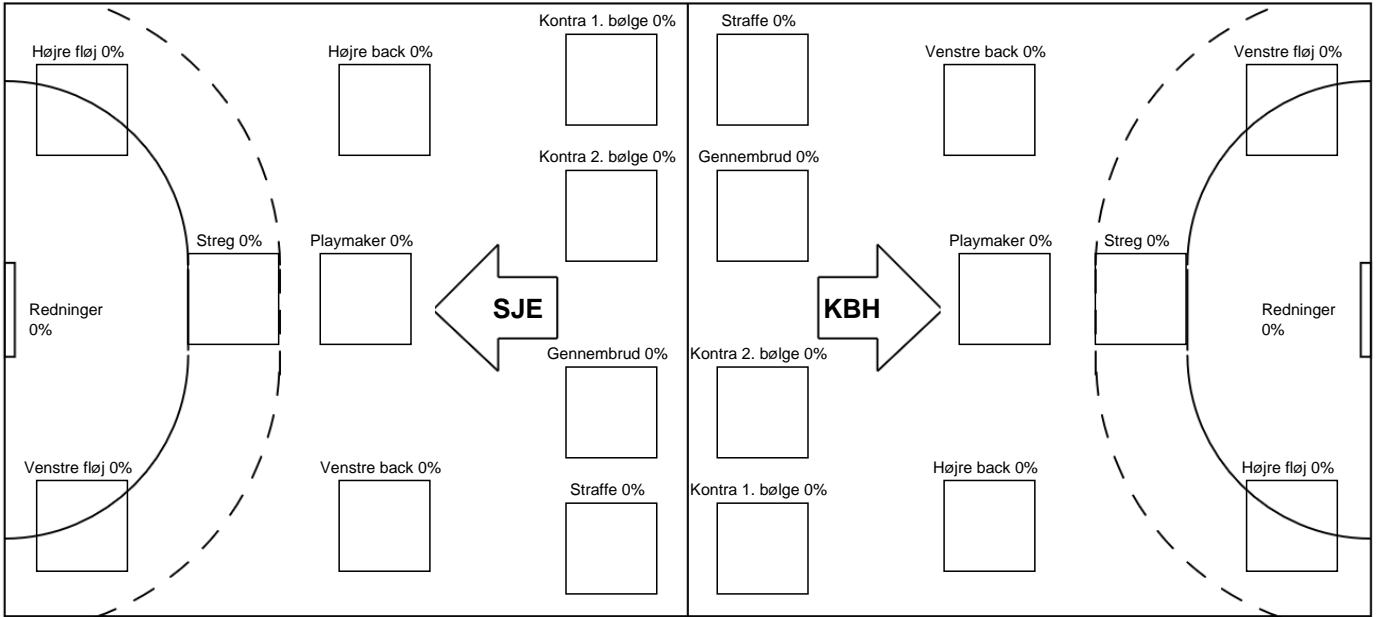 Kontra 1. bølge 0%
Straffe 0%
Højre fløj 0%
Højre back 0%
Venstre back 0%
Venstre fløj 0%
Kontra 2. bølge 0%
Gennembrud 0%
Streg 0%
Playmaker 0%
Playmaker 0%
Streg 0%
Redninger
0%
SJE
KBH
Redninger
0%
Gennembrud 0%
Kontra 2. bølge 0%
Venstre fløj 0%
Venstre back 0%
Straffe 0%
Kontra 1. bølge 0%
Højre back 0%
Højre fløj 0%